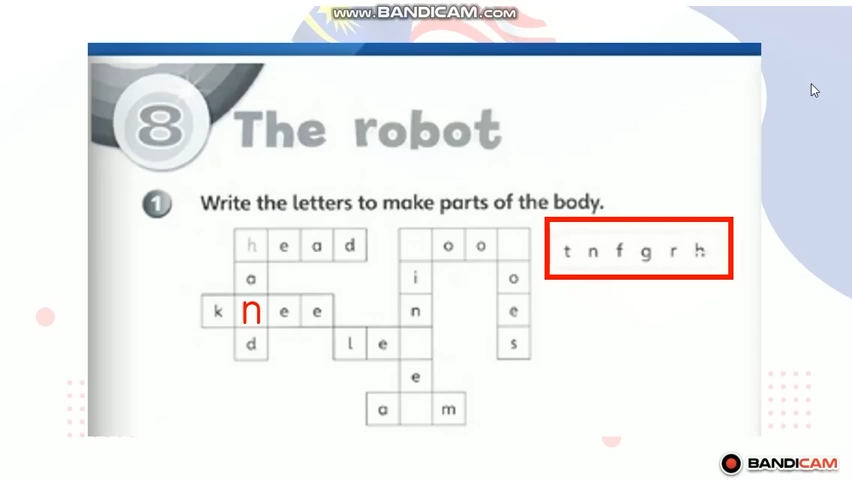 www.BANDICAM.com
8 The robot
1 Write the letters to make parts of the body.
h e a d o o
t n f g r h
a i o
k n e e n e
d l e s
e
a m
BANDICAM